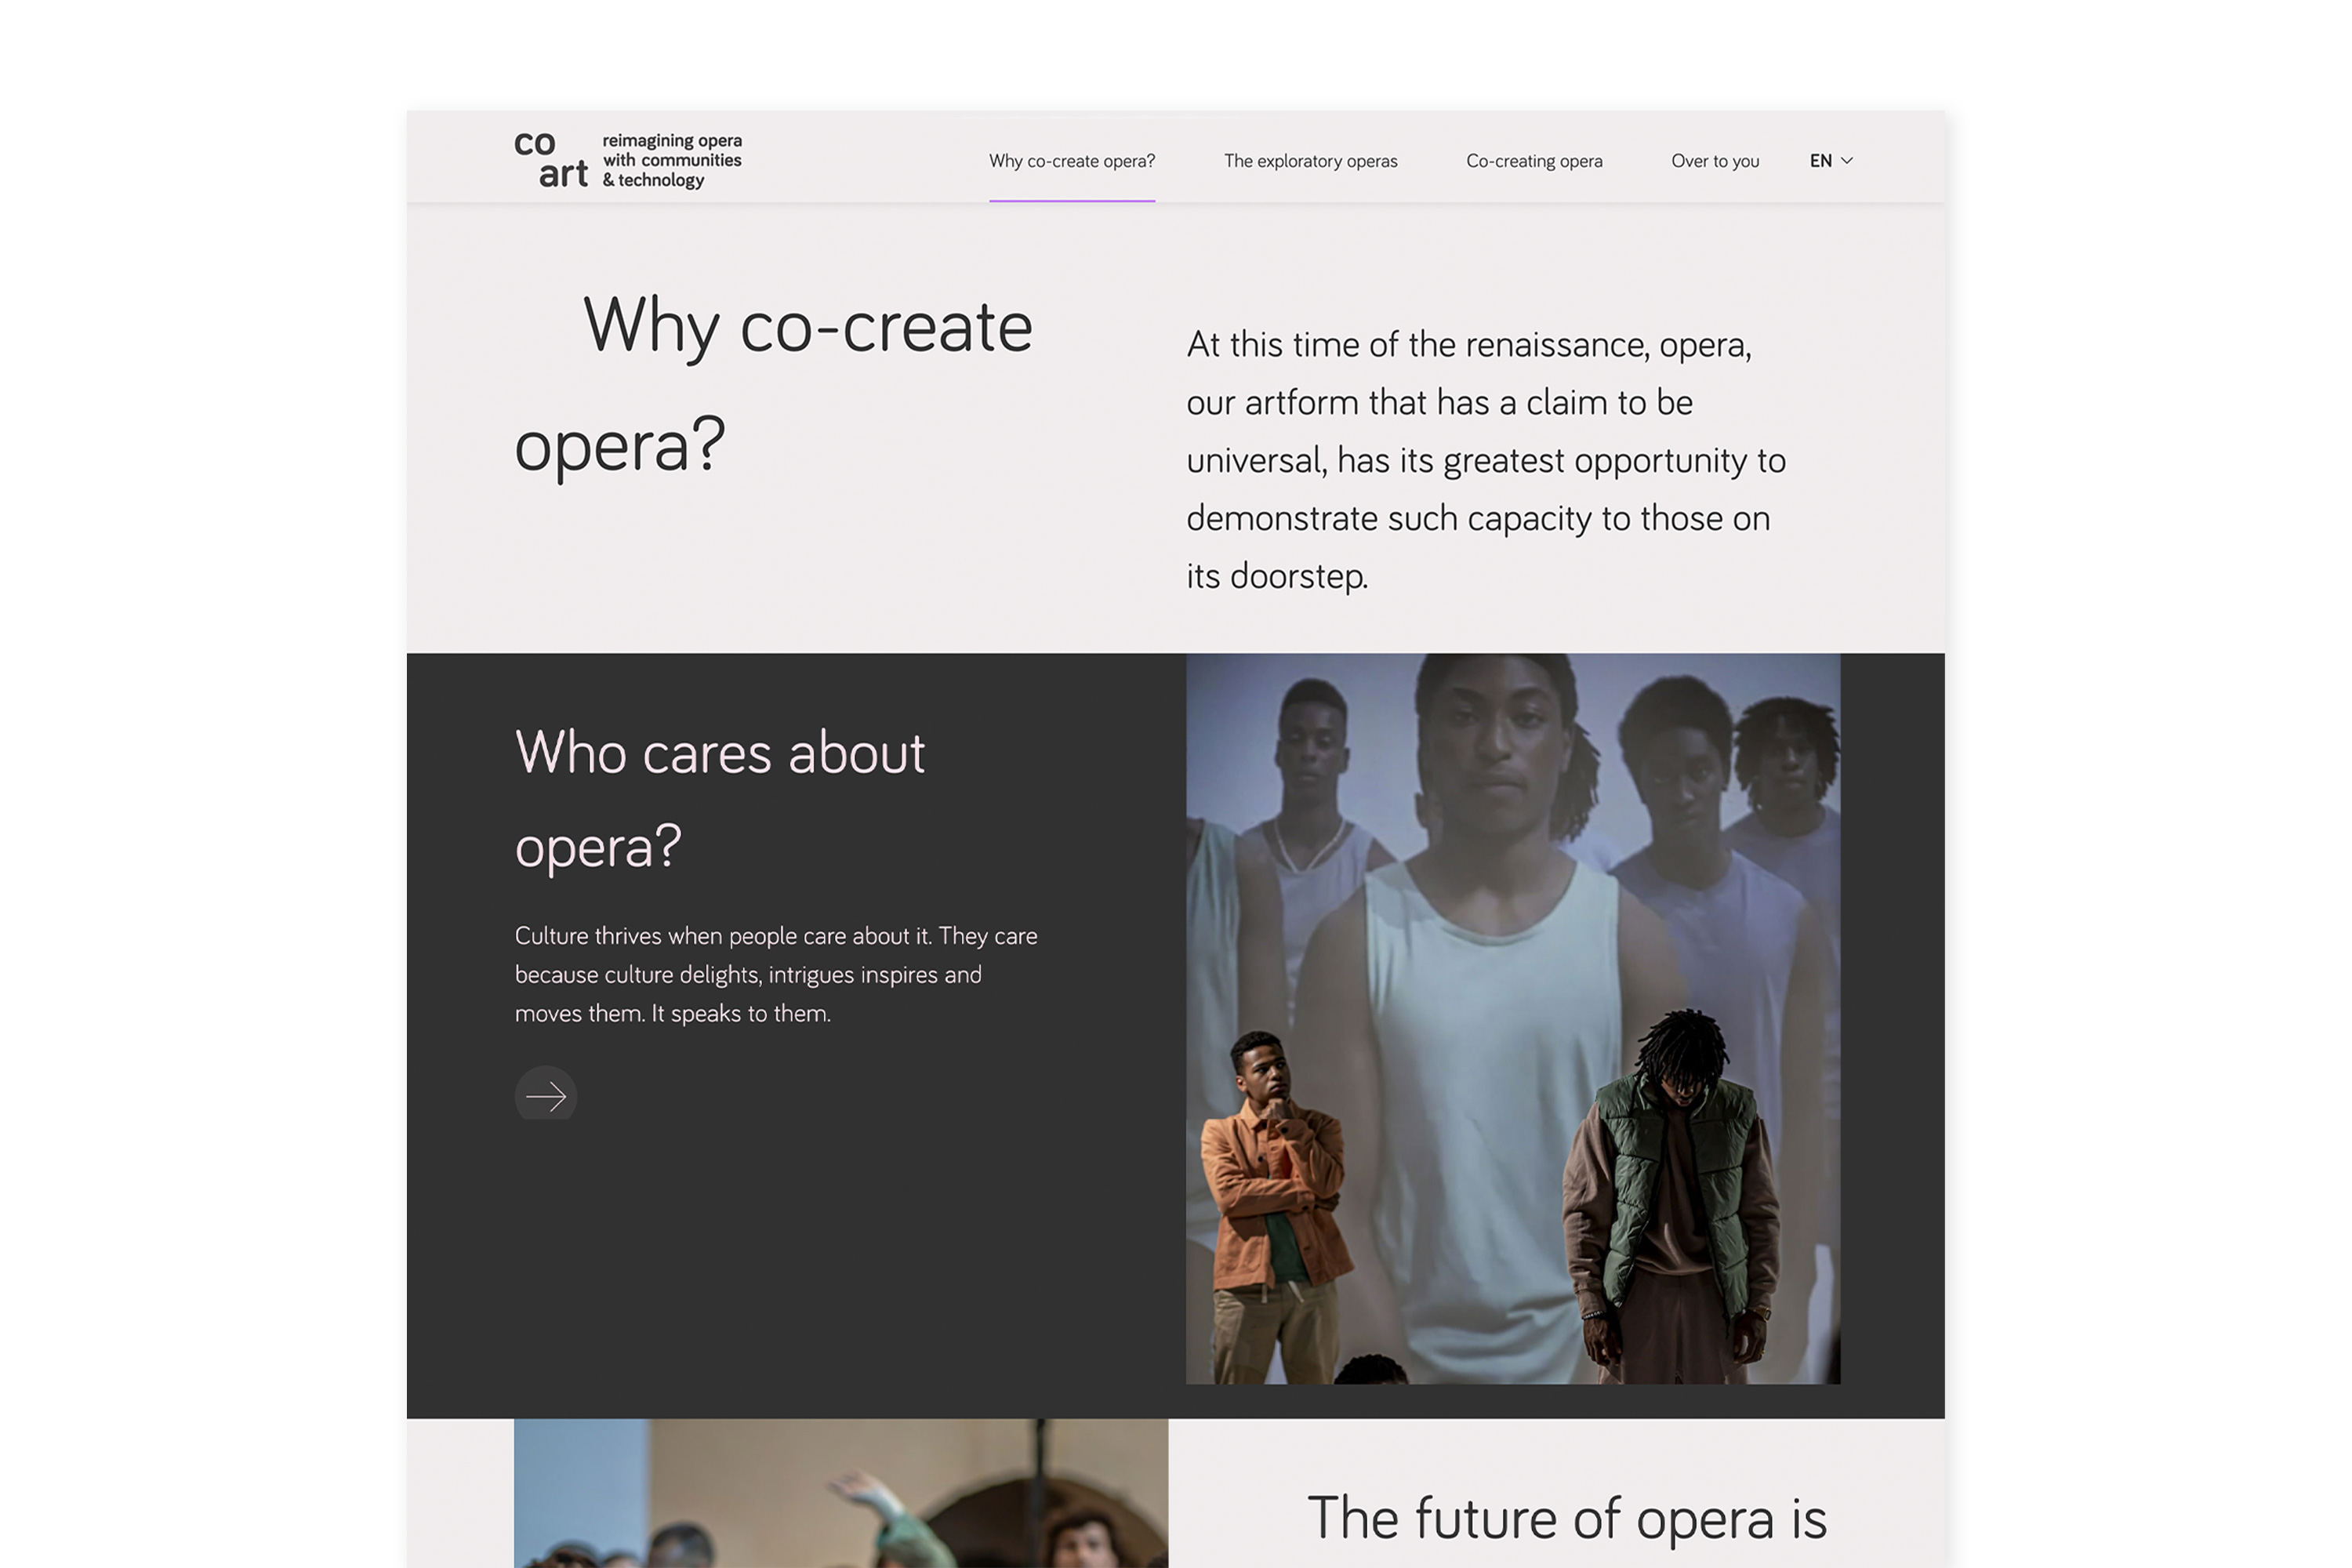 co
art
reimagining opera
with communities
& technology
Why co-create opera?
The exploratory operas
Co-creating opera
Over to you
EN
Why co-create
opera?
At this time of the renaissance, opera,
our artform that has a claim to be
universal, has its greatest opportunity to
demonstrate such capacity to those on
its doorstep.
Who cares about
opera?
Culture thrives when people care about it. They care
because culture delights, intrigues inspires and
moves them. It speaks to them.
The future of opera is